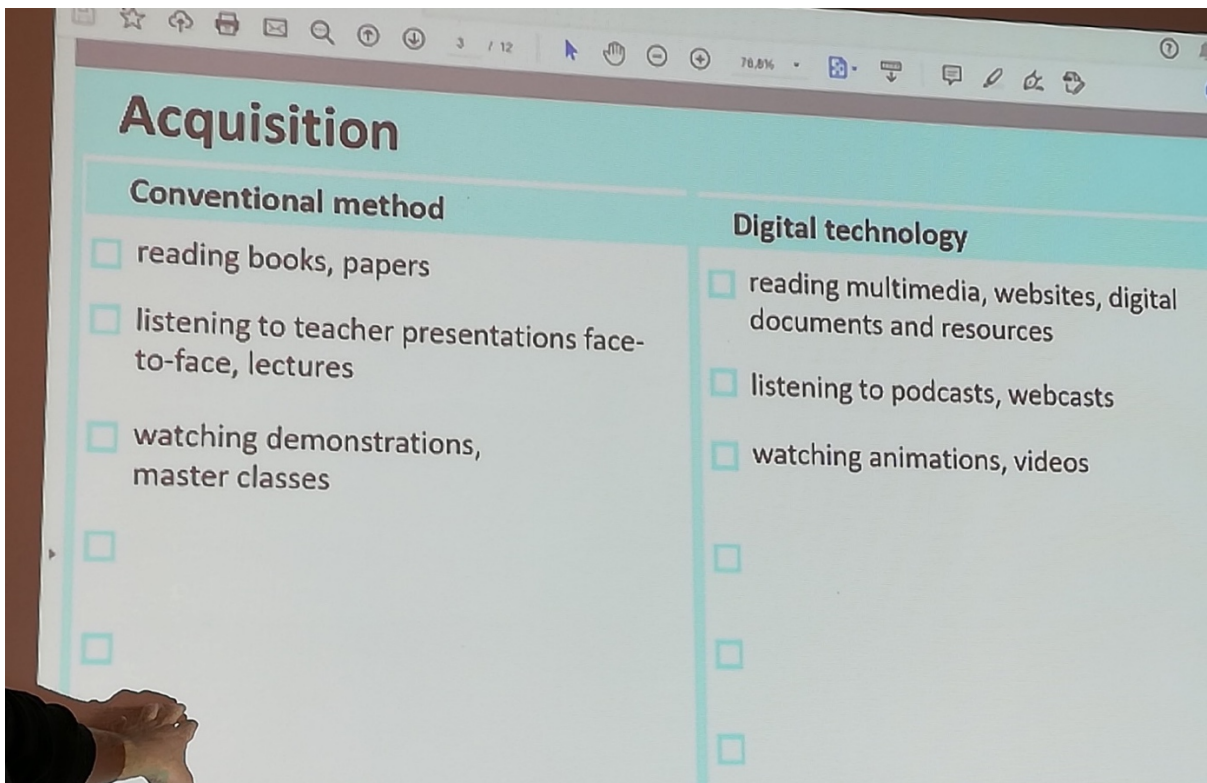 3 / 12
76,8%
Acquisition
Conventional method
reading books, papers
listening to teacher presentations face-
to-face, lectures
watching demonstrations,
master classes
Digital technology
reading multimedia, websites, digital
documents and resources
listening to podcasts, webcasts
watching animations, videos